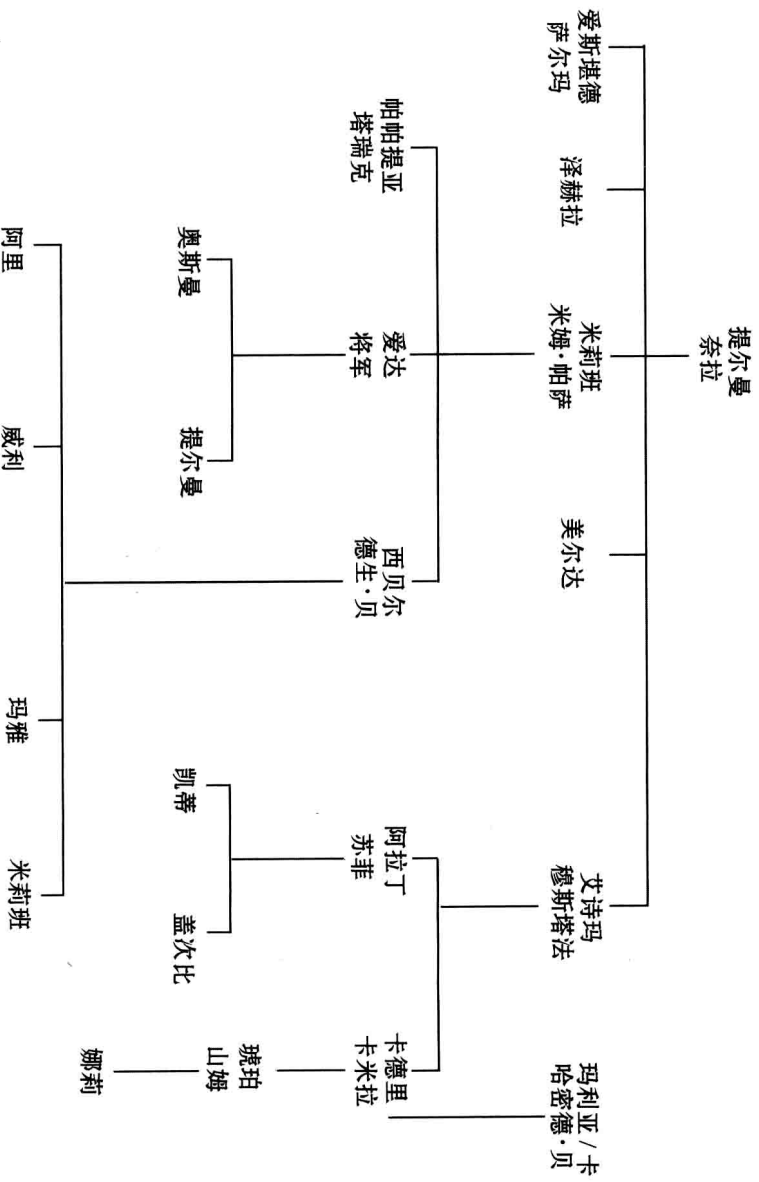 提尔曼
奈拉
爱斯堪德
萨尔玛
泽赫拉
米莉班
米姆·帕萨
美尔达
艾诗玛
穆斯塔法
玛利亚/卡
哈密德·贝
帕帕提亚
塔瑞克
爱达
将军
西贝尔
德生·贝
阿拉丁
苏菲
卡德里
卡米拉
奥斯曼
提尔曼
凯蒂
盖次比
琥珀
山姆
娜莉
阿里
威利
玛雅
米莉班